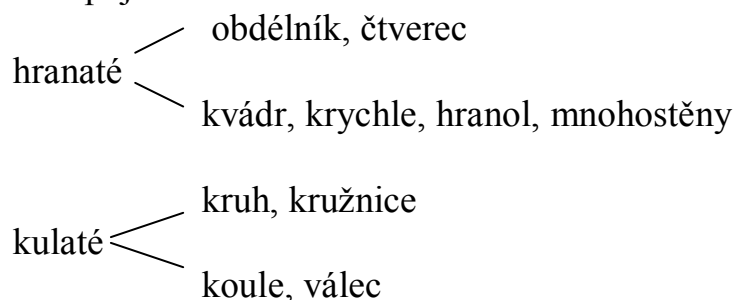 obdélník, čtverec
hranaté
kvádr, krychle, hranol, mnohostěny
kruh, kružnice
kulaté
koule, válec